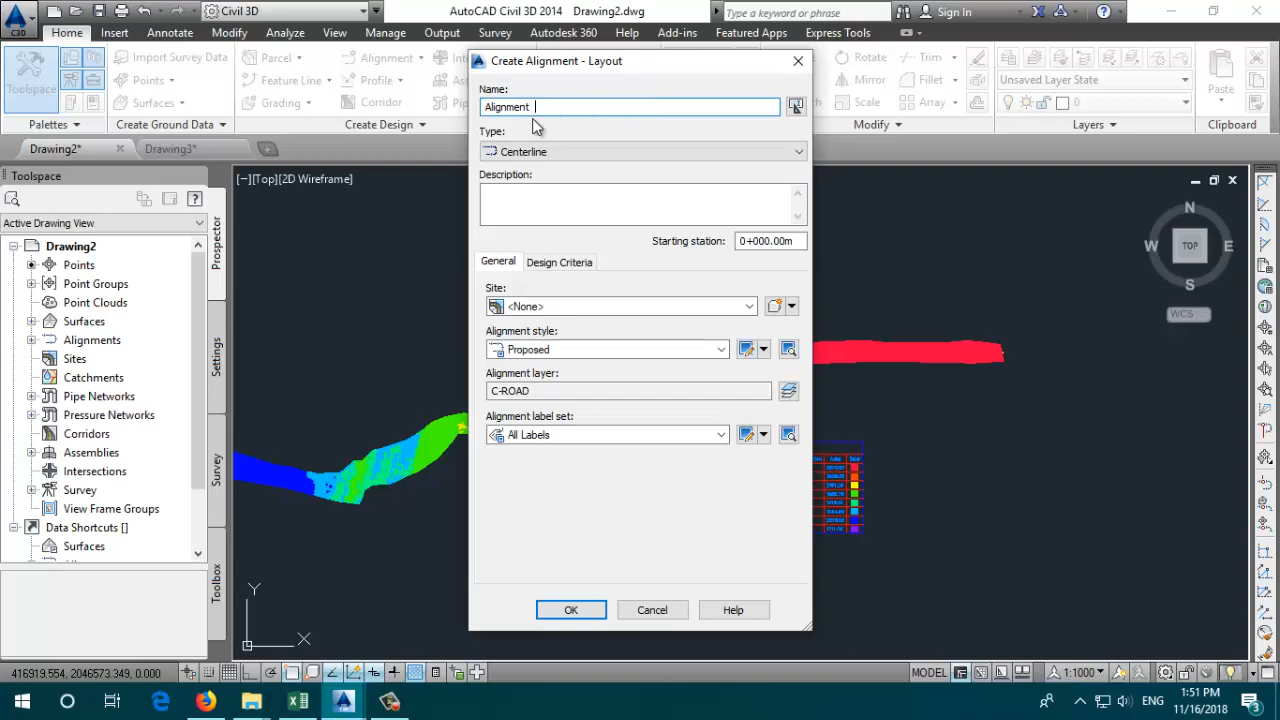 Civil 3D
AutoCAD Civil 3D 2014 Drawing2.dwg
Type a keyword or phrase
Sign In
C3D
Home Insert Annotate Modify Analyze View Manage Output Survey Autodesk 360 Help Add-ins Featured Apps Express Tools
Toolspace
Import Survey Data
Points
Surfaces
Parcel
Feature Line
Grading
Alignment
Profile
Corridor
Rotate
Mirror
Scale
Trim
Fillet
Array
Unsaved Layer State
0
Paste
Palettes
Create Ground Data
Create Design
Modify
Layers
Clipboard
Drawing2*
Drawing3*
Toolspace
Active Drawing View
Drawing2
Points
Point Groups
Point Clouds
Surfaces
Alignments
Sites
Catchments
Pipe Networks
Pressure Networks
Corridors
Assemblies
Intersections
Survey
View Frame Groups
Data Shortcuts []
Surfaces
Prospector
Settings
Survey
Toolbox
[−][Top][2D Wireframe]
N
W TOP E
S
WCS
Y
X
Create Alignment - Layout
Name:
Alignment
Type:
Centerline
Description:
Starting station: 0+000.00m
General Design Criteria
Site:
<None>
Alignment style:
Proposed
Alignment layer:
C-ROAD
Alignment label set:
All Labels
OK Cancel Help
416919.554, 2046573.349, 0.000
MODEL
1:1000
ENG
1:51 PM
11/16/2018
3